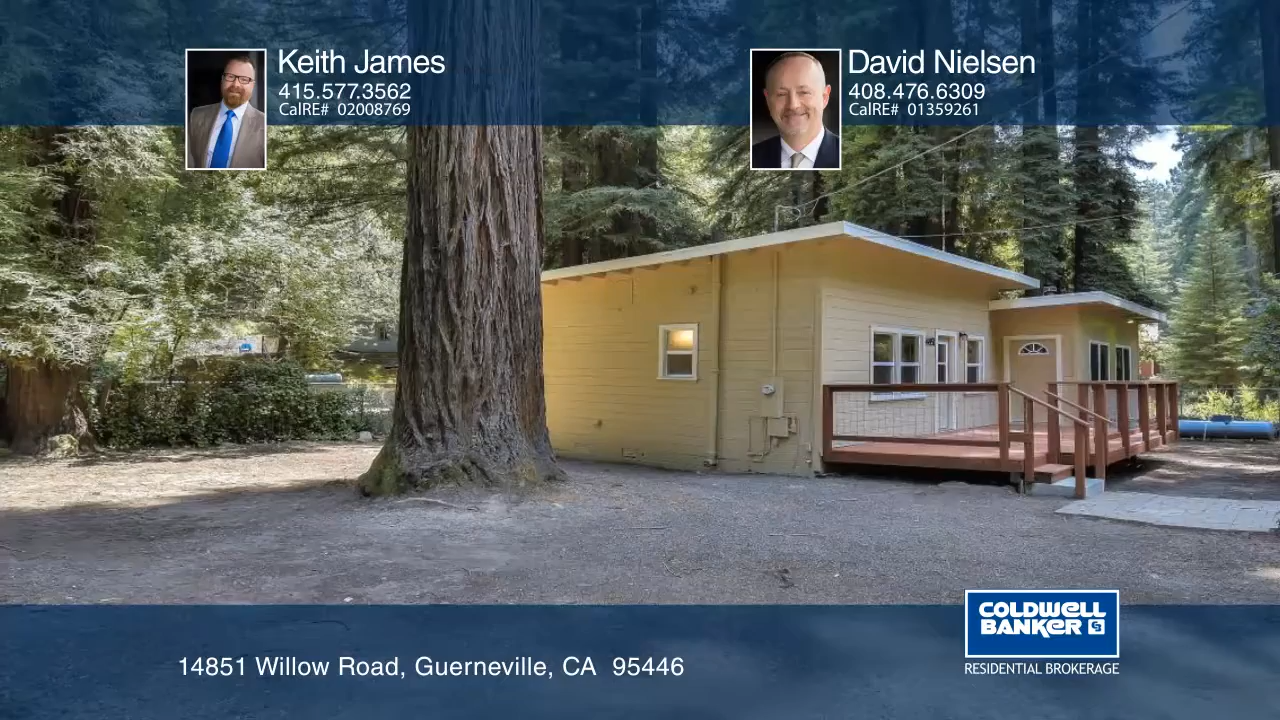 Keith James
415.577.3562
CalRE# 02008769
David Nielsen
408.476.6309
CalRE# 01359261
COLDWELL
BANKER
RESIDENTIAL BROKERAGE
14851 Willow Road, Guerneville, CA 95446